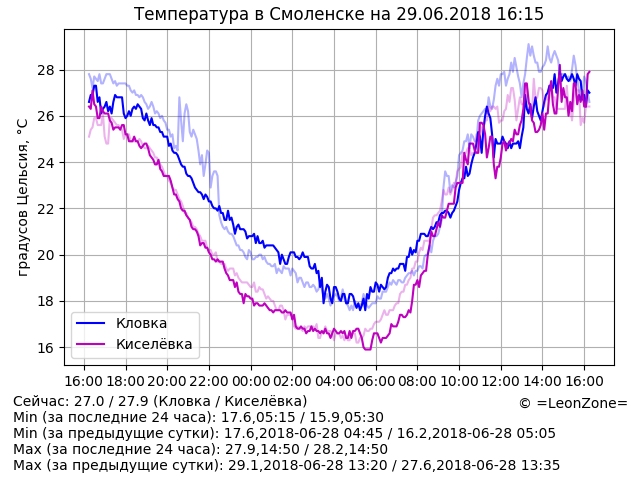 Температура в Смоленске на 29.06.2018 16:15
градусов Цельсия, °C
28
26
24
22
20
18
16
Кловка
Киселёвка
16:00 18:00 20:00 22:00 00:00 02:00 04:00 06:00 08:00 10:00 12:00 14:00 16:00
Сейчас: 27.0 / 27.9 (Кловка / Киселёвка)
© =LeonZone=
Min (за последние 24 часа): 17.6,05:15 / 15.9,05:30
Min (за предыдущие сутки): 17.6,2018-06-28 04:45 / 16.2,2018-06-28 05:05
Max (за последние 24 часа): 27.9,14:50 / 28.2,14:50
Max (за предыдущие сутки): 29.1,2018-06-28 13:20 / 27.6,2018-06-28 13:35